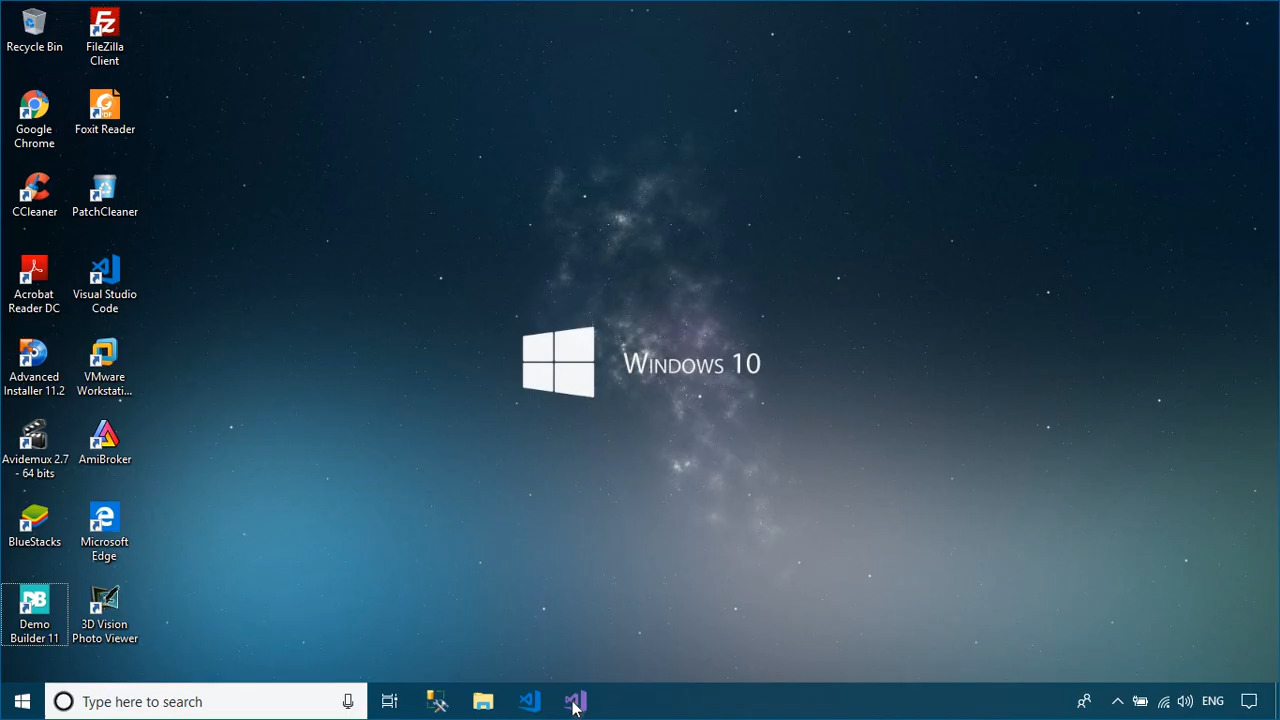 Recycle Bin
FileZilla
Client
Google
Chrome
Foxit Reader
CCleaner
PatchCleaner
Acrobat
Reader DC
Visual Studio
Code
Advanced
Installer 11.2
VMware
Workstati...
Avidemux 2.7
- 64 bits
AmiBroker
BlueStacks
Microsoft
Edge
Demo
Builder 11
3D Vision
Photo Viewer
WINDOWS 10
Type here to search
ENG